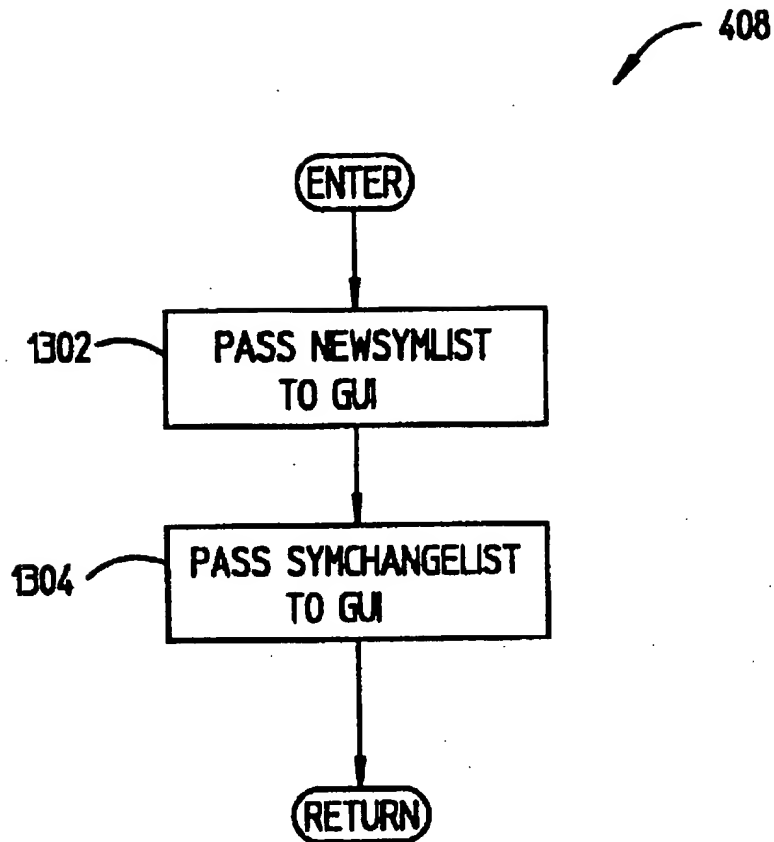 408
ENTER
1302
PASS NEWSYMLIST
TO GUI
1304
PASS SYMCHANGELIST
TO GUI
RETURN